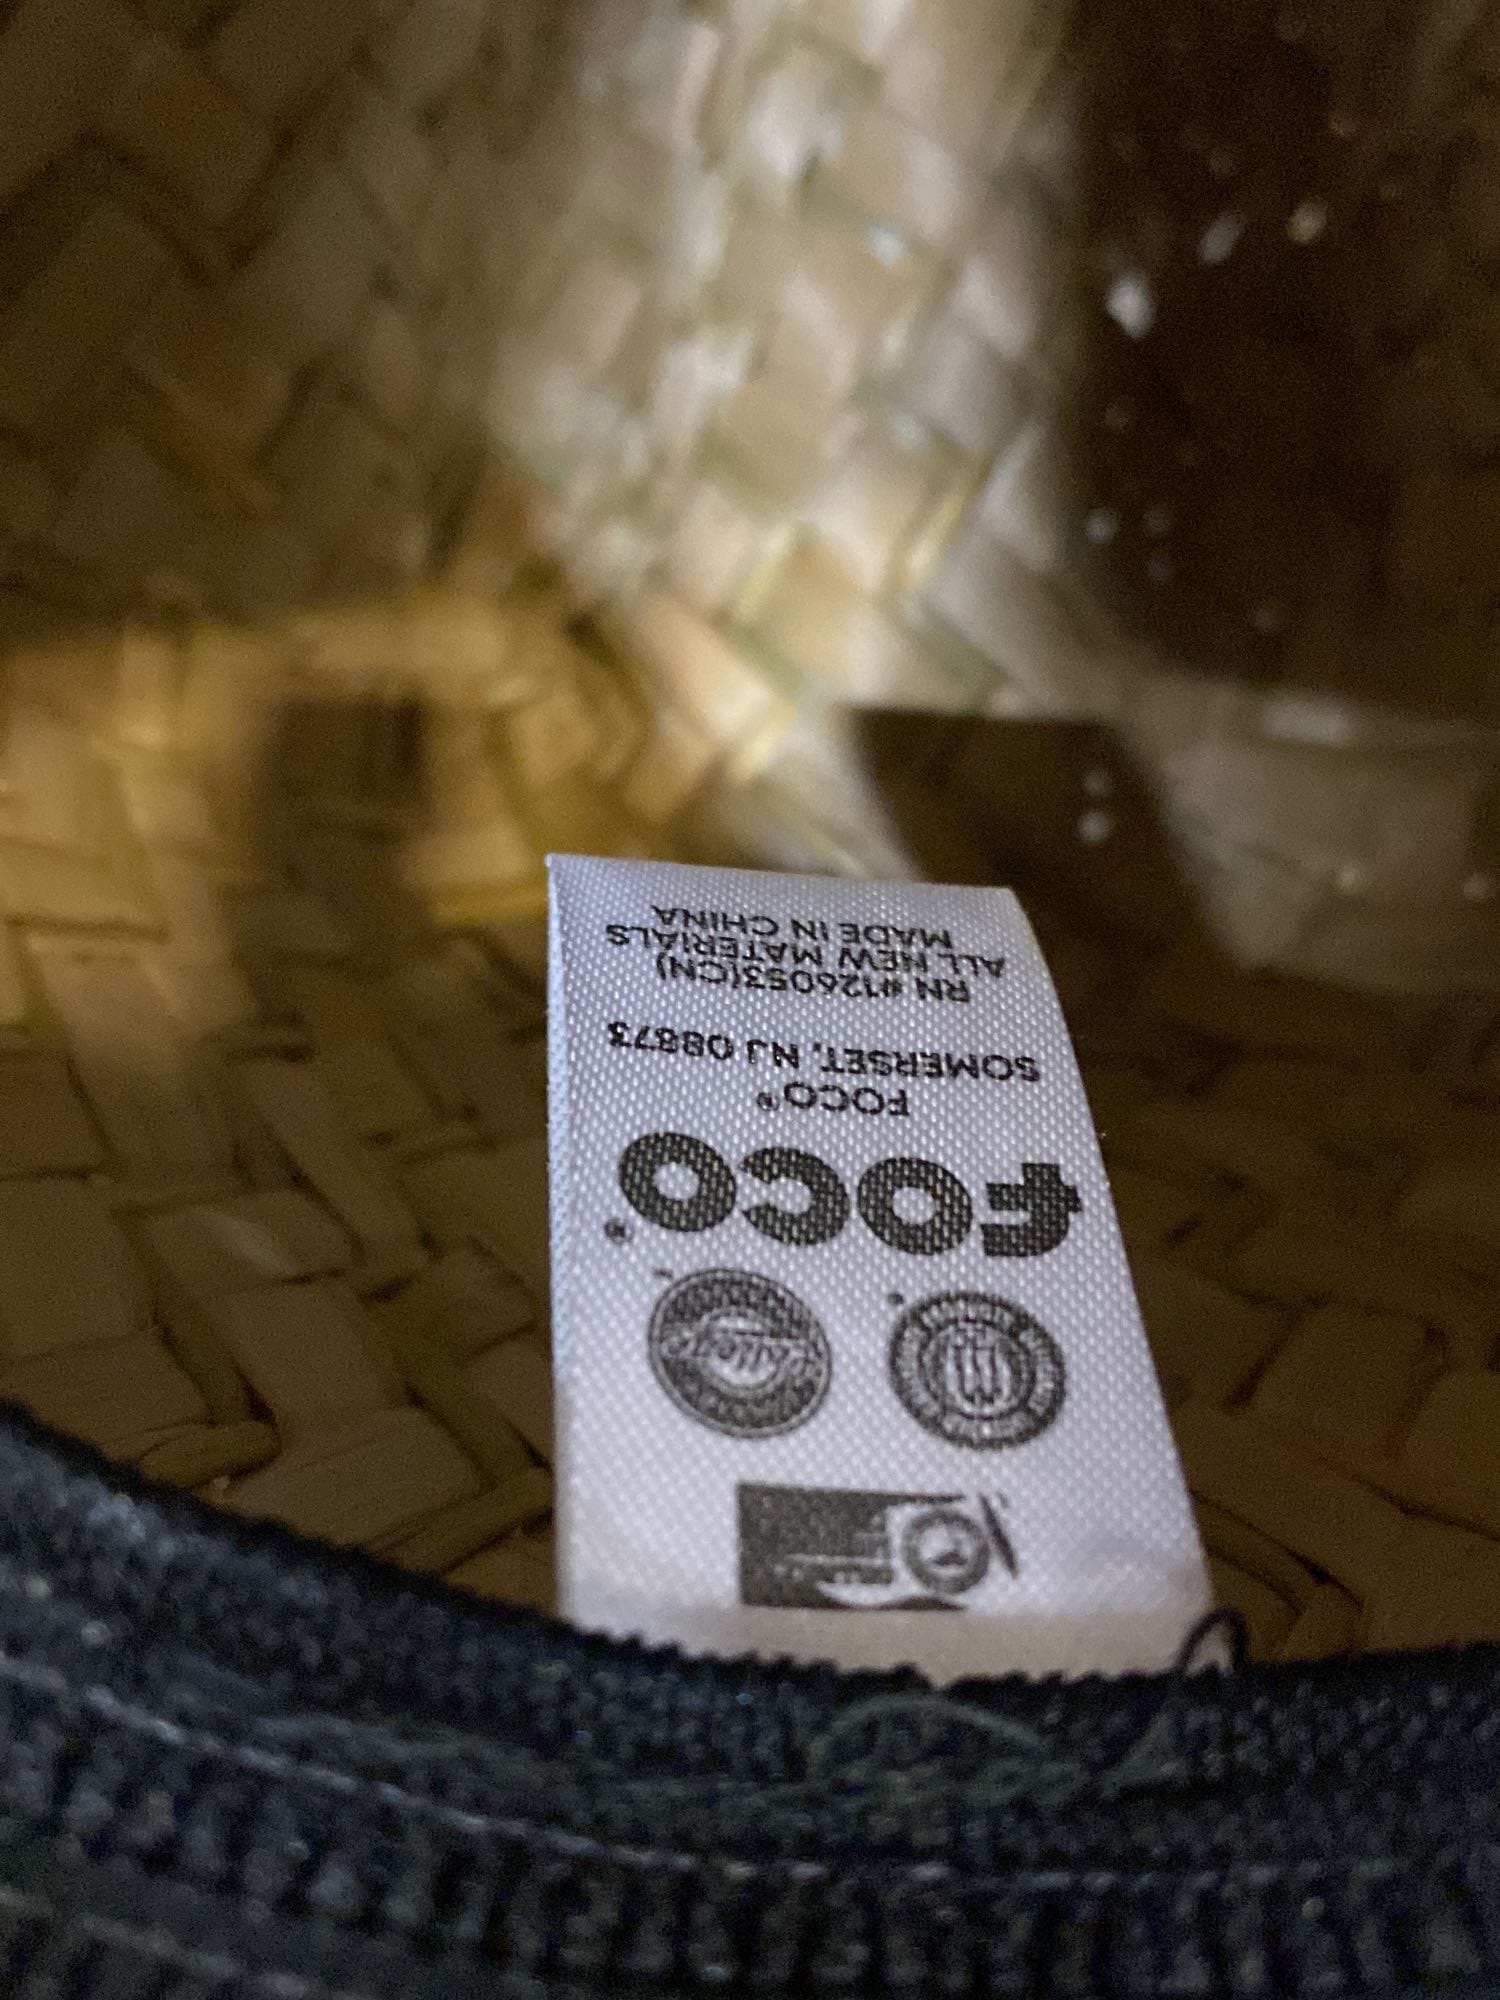 foco®
FOCO®
SOMERSET, NJ 08873
RN #126053(CN)
ALL NEW MATERIALS
MADE IN CHINA